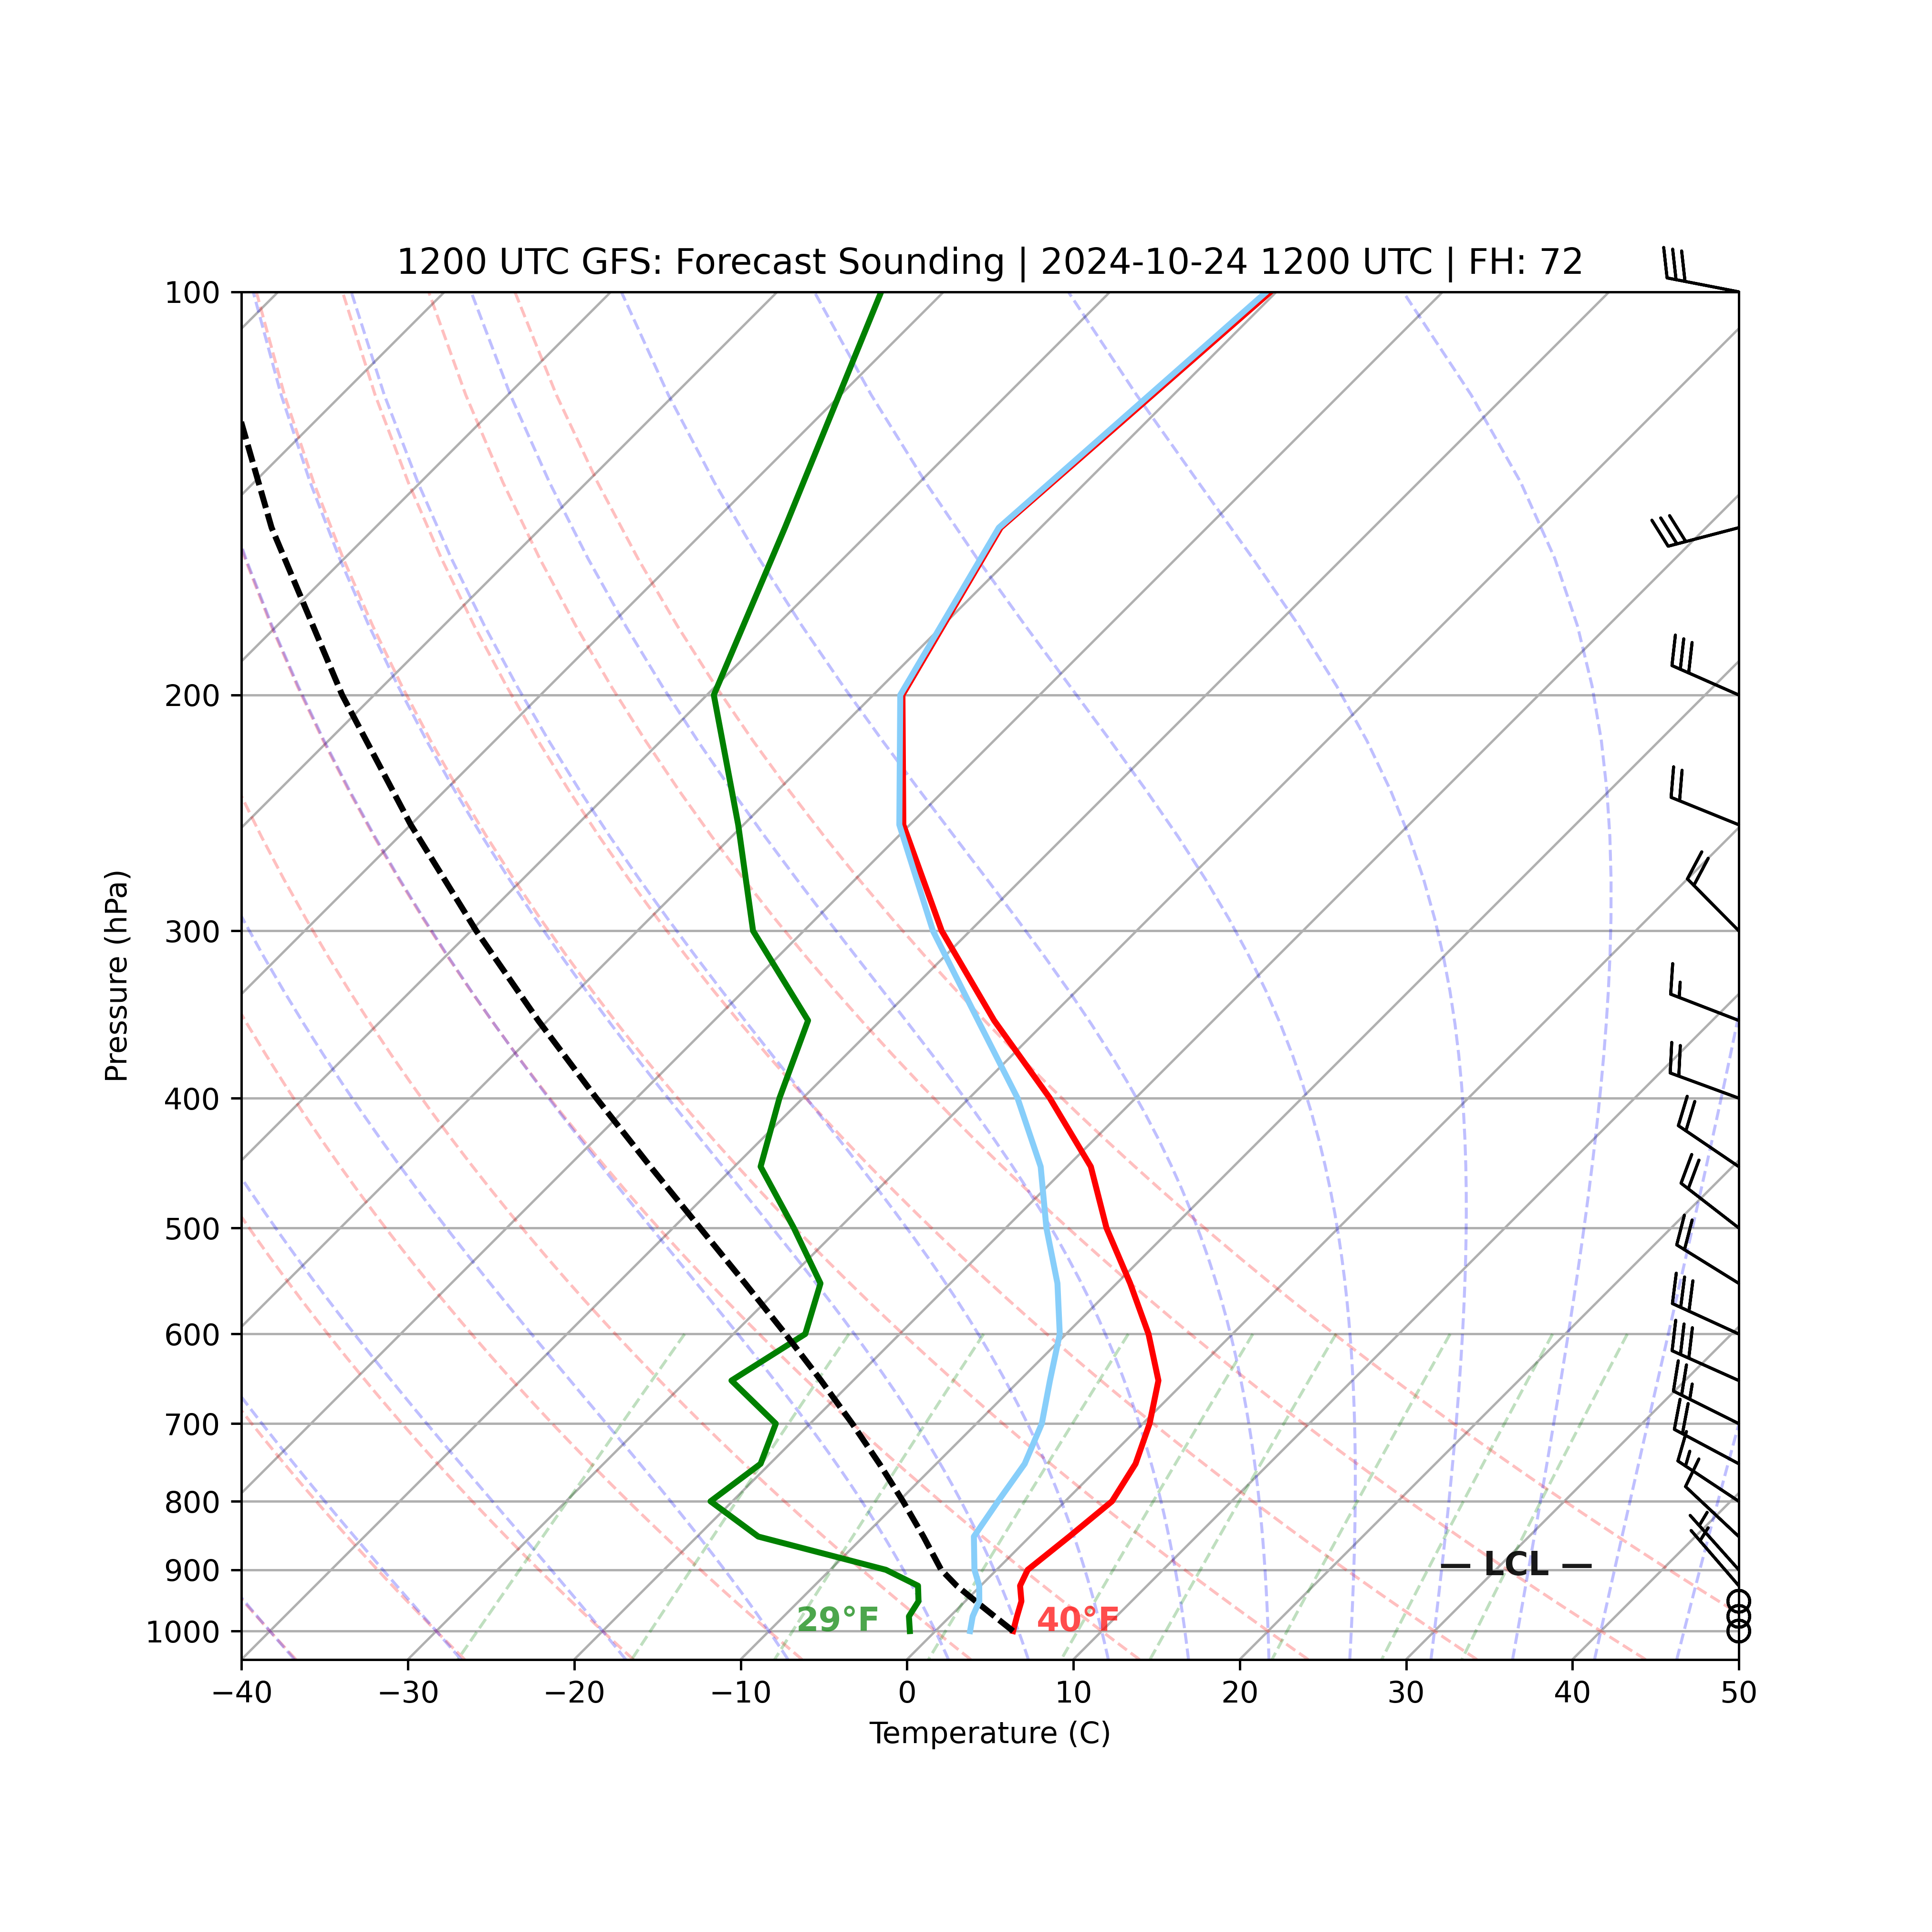 1200 UTC GFS: Forecast Sounding | 2024-10-24 1200 UTC | FH: 72
100
200
300
400
500
600
700
800
900
1000
Pressure (hPa)
— LCL —
29°F
40°F
−40 −30 −20 −10 0 10 20 30 40 50
Temperature (C)